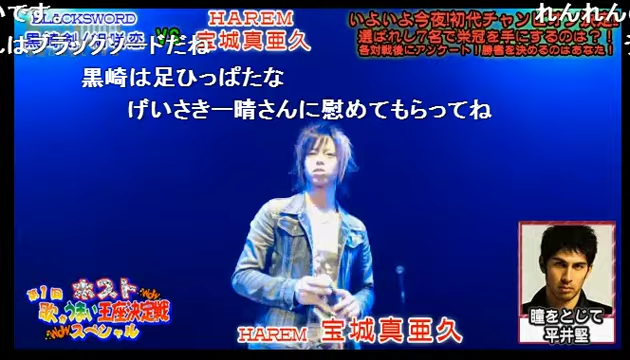 いです
BLACKSWORD
VS
HAREM
宝城真亜久
いよいよ今夜!初代チャンピオン決定!
選ばれし7名で栄冠を手にするのは?!
各対戦後にアンケート!勝者を決めるのはあなた!
れんれん
はブラックソードだね
黒崎は足ひっぱたな
げいさき一晴さんに慰めてもらってね
第1回
ホスト
歌うまい王座決定戦
スペシャル
HAREM 宝城真亜久
瞳をとじて
平井堅